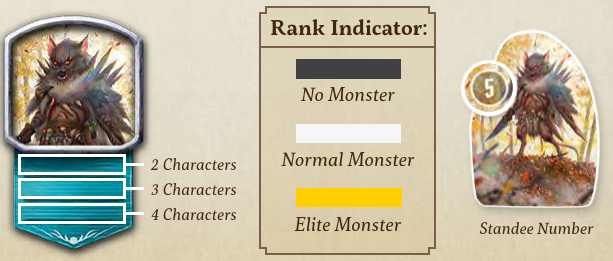 2 Characters
3 Characters
4 Characters
Rank Indicator:
No Monster
Normal Monster
Elite Monster
5
Standee Number